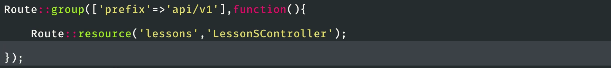 Route::group(['prefix'=>'api/v1'],function(){
Route::resource('lessons','LessonSController');
});